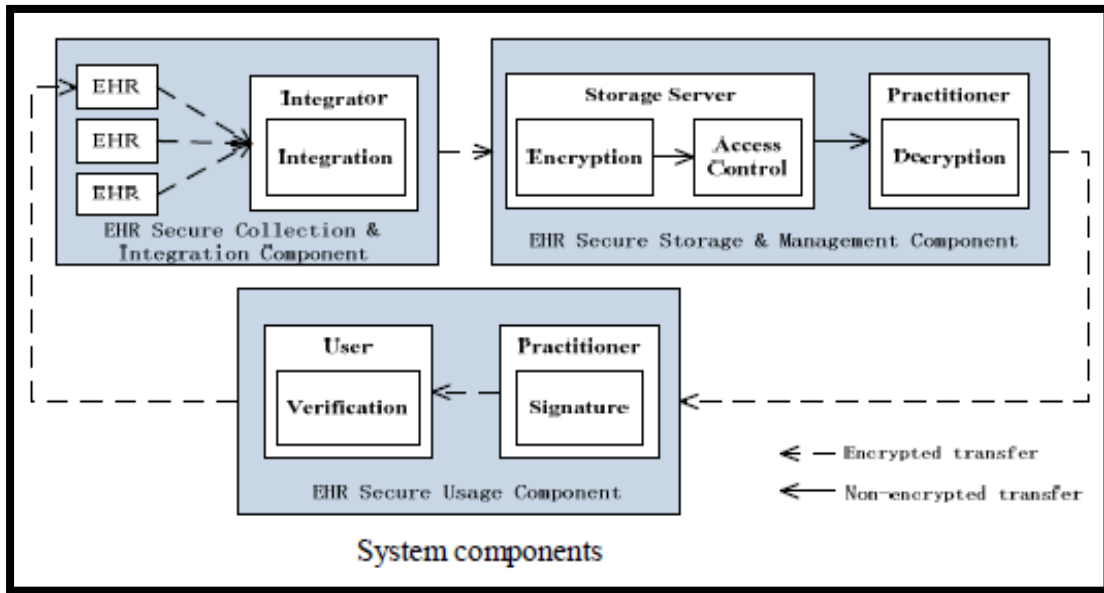 EHR
EHR
EHR
Integrator
Integration
EHR Secure Collection &
Integration Component
Storage Server
Encryption
Access
Control
Practitioner
Decryption
EHR Secure Storage & Management Component
User
Verification
Practitioner
Signature
EHR Secure Usage Component
Encrypted transfer
Non-encrypted transfer
System components